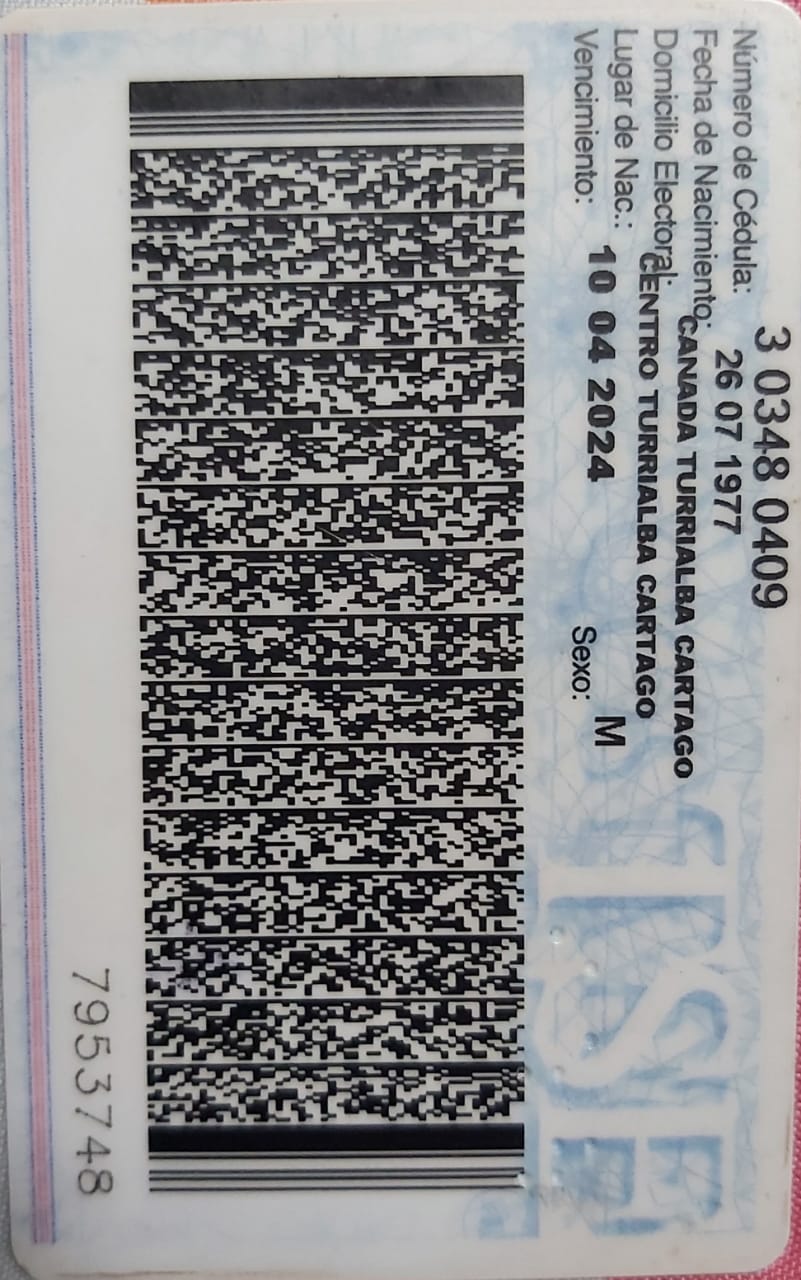 Número de Cédula: 3 0348 0409
Fecha de Nacimiento: 26 07 1977
Domicilio Electoral: CANADA TURRIALBA CARTAGO
Lugar de Nac.: CENTRO TURRIALBA CARTAGO
Vencimiento: 10 04 2024 Sexo: M
TSE
7953748